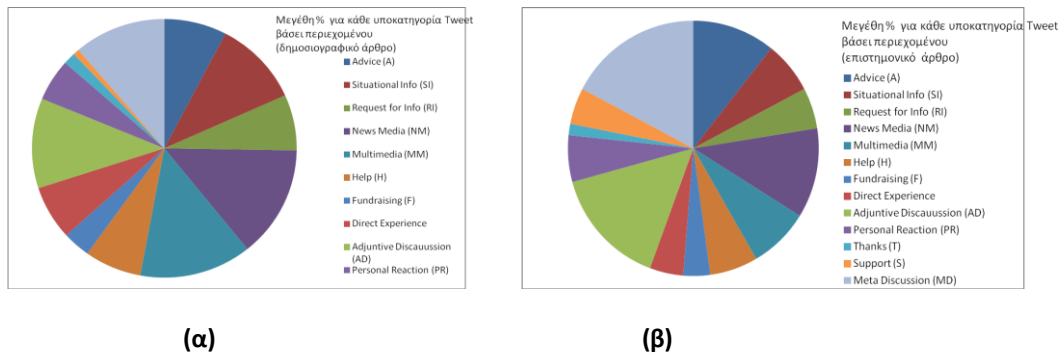 Μεγέθη % για κάθε υποκατηγορία Tweet
βάσει περιεχομένου
(δημοσιογραφικό άρθρο)
Advice (A)
Situational Info (SI)
Request for Info (RI)
News Media (NM)
Multimedia (MM)
Help (H)
Fundraising (F)
Direct Experience
Adjuntive Discauussion
(AD)
Personal Reaction (PR)
(α)
Μεγέθη % για κάθε υποκατηγορία Tweet
βάσει περιεχομένου
(επιστημονικό άρθρο)
Advice (A)
Situational Info (SI)
Request for Info (RI)
News Media (NM)
Multimedia (MM)
Help (H)
Fundraising (F)
Direct Experience
Adjuntive Discauussion (AD)
Personal Reaction (PR)
Thanks (T)
Support (S)
Meta Discussion (MD)
(β)